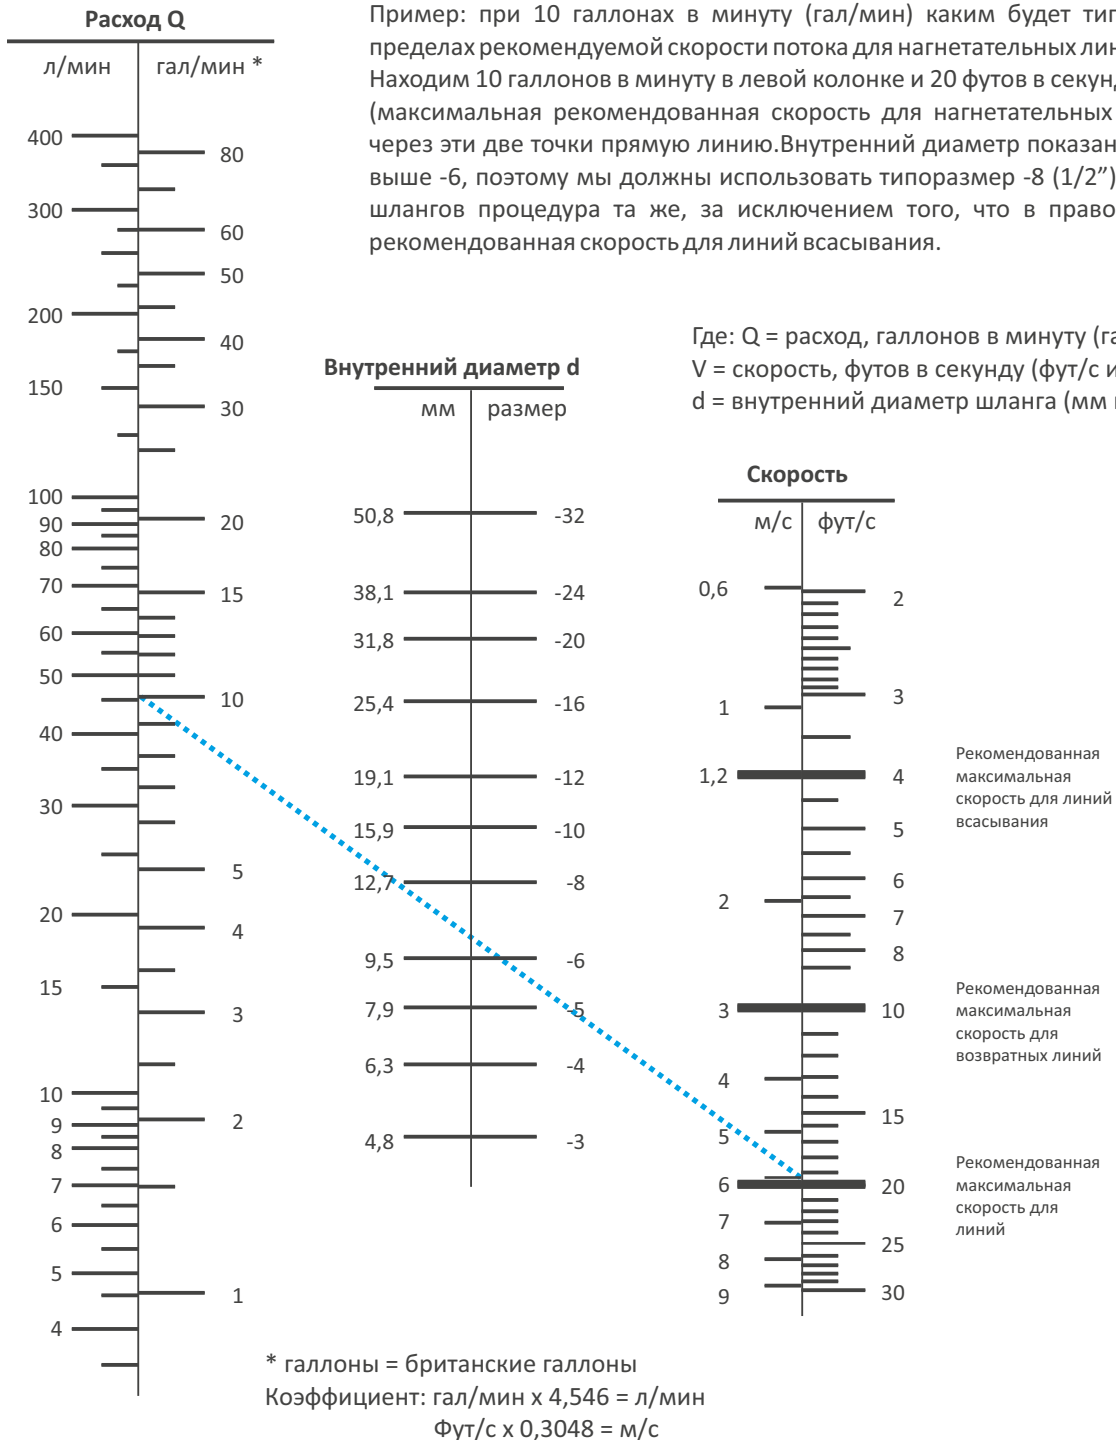 Расход Q
л/мин гал/мин *
400
80
300
60
50
200
40
150
30
100
20
90
80
70
15
60
50
10
40
30
5
20
4
15
3
10
2
9
8
7
6
5
1
4
Пример: при 10 галлонах в минуту (гал/мин) каким будет
пределах рекомендуемой скорости потока для нагнетательных
Находим 10 галлонов в минуту в левой колонке и 20 футов в
(максимальная рекомендованная скорость для нагнетательных
через эти две точки прямую линию.Внутренний диаметр
выше -6, поэтому мы должны использовать типоразмер -8 (1/2”)
шлангов процедура та же, за исключением того, что в
рекомендованная скорость для линий всасывания.
Где: Q = расход, галлонов в минуту
V = скорость, футов в секунду (фут/с
d = внутренний диаметр шланга (мм
Внутренний диаметр d
мм размер
50,8 -32
38,1 -24
31,8 -20
25,4 -16
19,1 -12
15,9 -10
12,7 -8
9,5 -6
7,9 -5
6,3 -4
4,8 -3
Скорость
м/с фут/с
0,6 2
1 3
1,2 4
5
6
2 7
8
3 10
4
15
5
6 20
7
25
8
9 30
Рекомендованная
максимальная
скорость для линий
всасывания
Рекомендованная
максимальная
скорость для
возвратных линий
Рекомендованная
максимальная
скорость для
линий
* галлоны = британские галлоны
Коэффициент: гал/мин x 4,546 = л/мин
Фут/с x 0,3048 = м/с